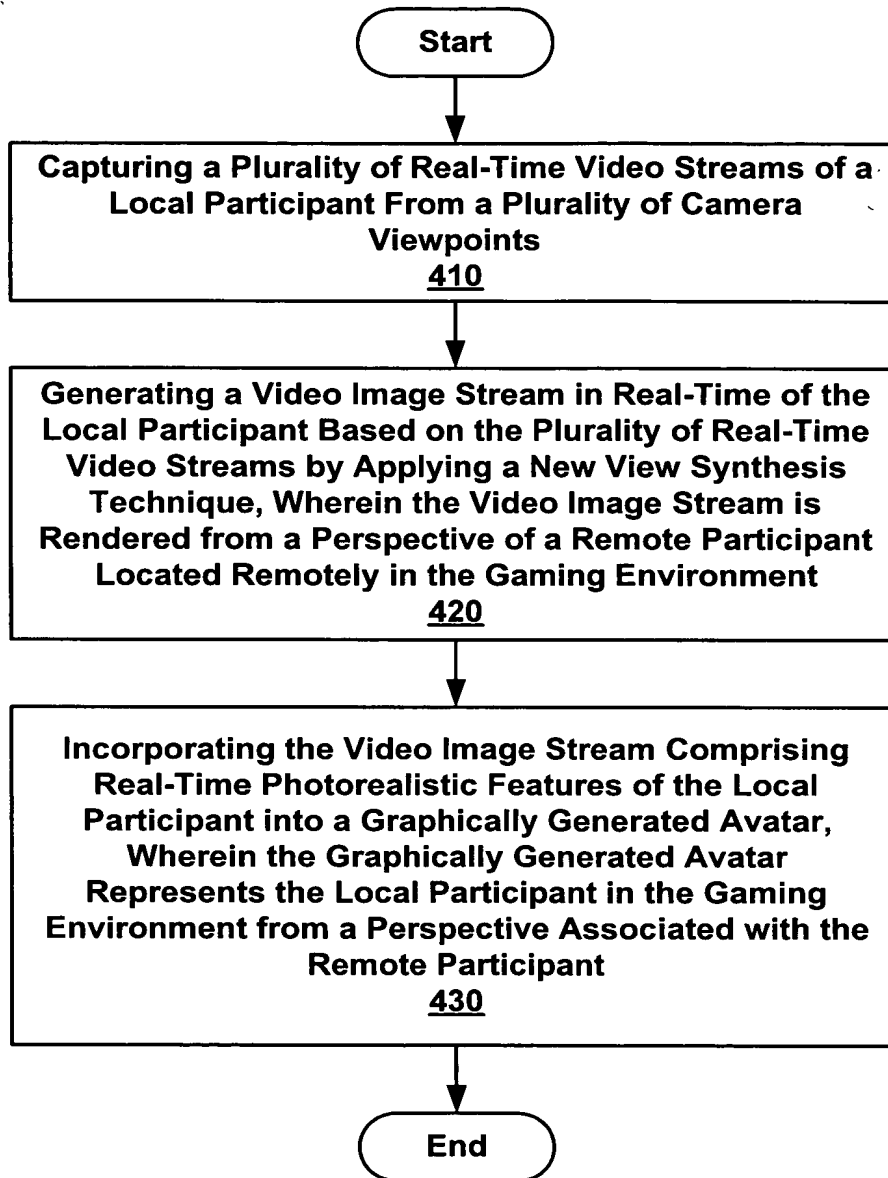 Start
Capturing a Plurality of Real-Time Video Streams of a
Local Participant From a Plurality of Camera
Viewpoints
410
Generating a Video Image Stream in Real-Time of the
Local Participant Based on the Plurality of Real-Time
Video Streams by Applying a New View Synthesis
Technique, Wherein the Video Image Stream is
Rendered from a Perspective of a Remote Participant
Located Remotely in the Gaming Environment
420
Incorporating the Video Image Stream Comprising
Real-Time Photorealistic Features of the Local
Participant into a Graphically Generated Avatar,
Wherein the Graphically Generated Avatar
Represents the Local Participant in the Gaming
Environment from a Perspective Associated with the
Remote Participant
430
End